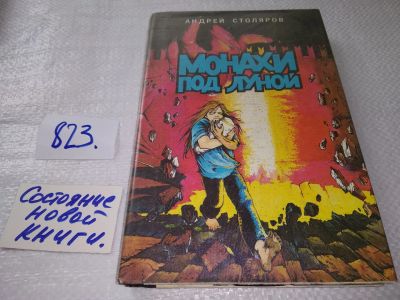 АНДРЕЙ СТОЛЯРОВ
МОНАХИ
ПОД ЛУНОЙ
823.
Состояние
новой
книги.